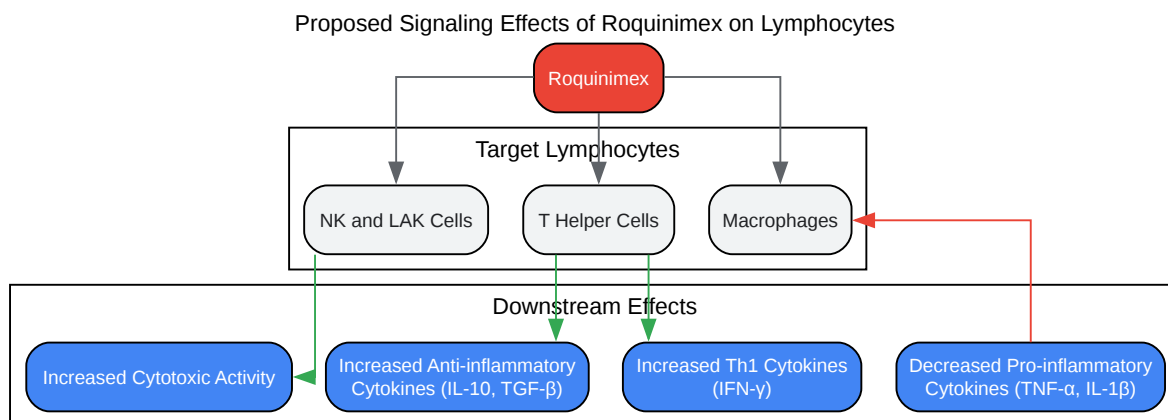 Proposed Signaling Effects of Roquinimex on Lymphocytes
Roquinimex
Target Lymphocytes
NK and LAK Cells
T Helper Cells
Macrophages
Downstream Effects
Increased Cytotoxic Activity
Increased Anti-inflammatory
Cytokines (IL-10, TGF-β)
Increased Th1 Cytokines
(IFN-γ)
Decreased Pro-inflammatory
Cytokines (TNF-α, IL-1β)